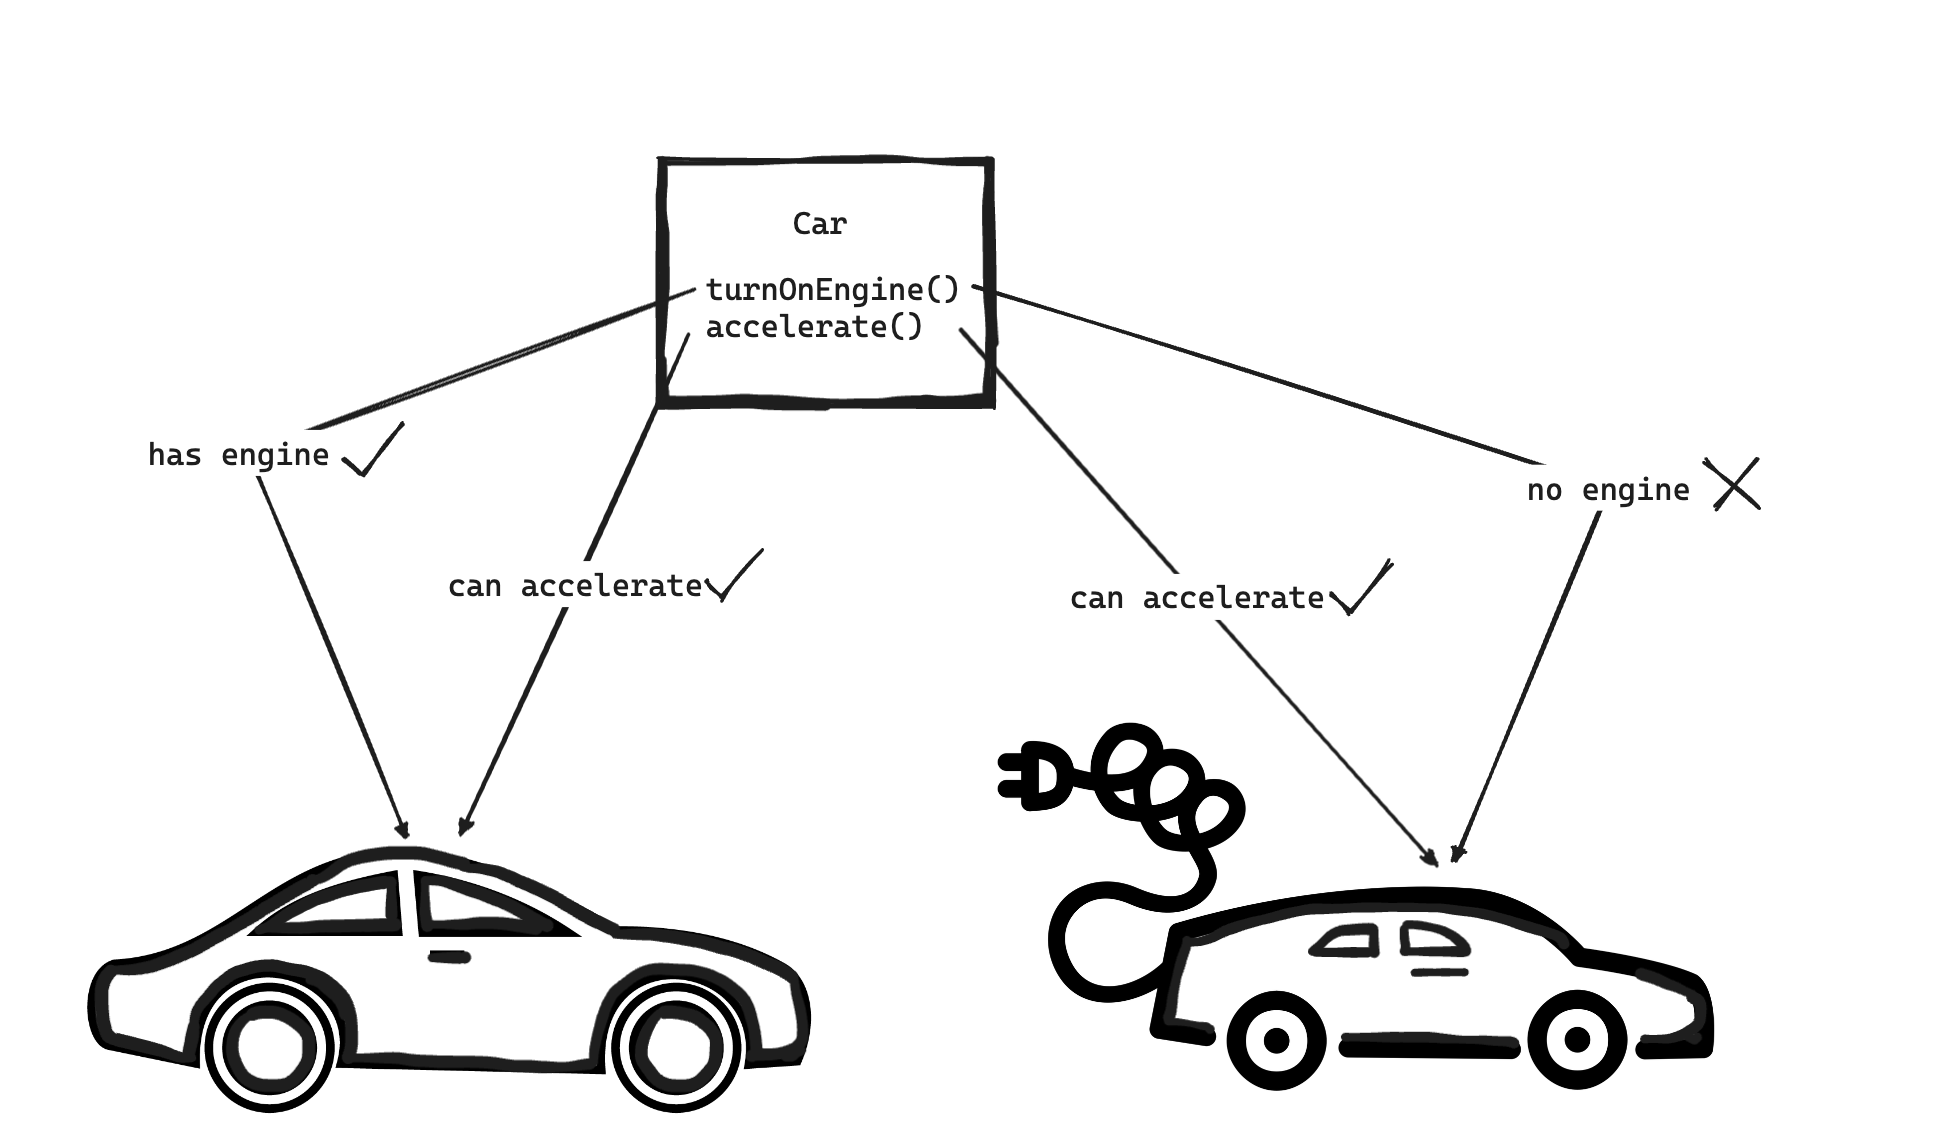 Car
turnOnEngine()
accelerate()
has engine
no engine
can accelerate
can accelerate